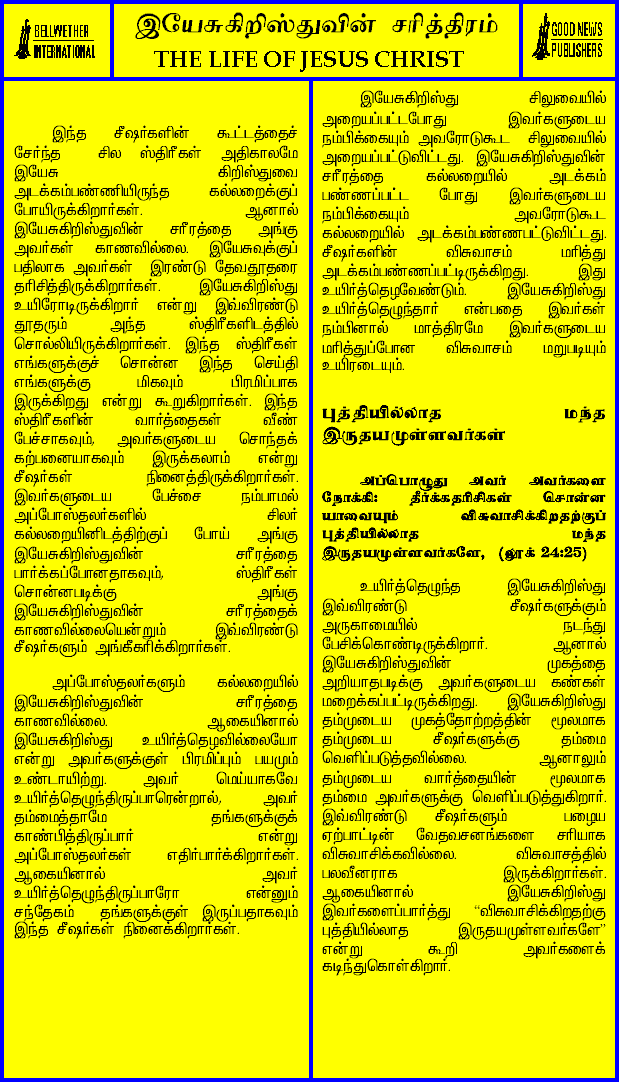 BELLWETHER
INTERNATIONAL
இயேசுகிறிஸ்துவின் சரித்திரம்
THE LIFE OF JESUS CHRIST
GOOD NEWS
PUBLISHERS
இந்த சீஷர்களின் கூட்டத்தைச்
சேர்ந்த சில ஸ்திரீகள் அதிகாலமே
இயேசு கிறிஸ்துவை
அடக்கம்பண்ணியிருந்த கல்லறைக்குப்
போயிருக்கிறார்கள். ஆனால்
இயேசுகிறிஸ்துவின் சரீரத்தை அங்கு
அவர்கள் காணவில்லை. இயேசுவுக்குப்
பதிலாக அவர்கள் இரண்டு தேவதூதரை
தரிசித்திருக்கிறார்கள். இயேசுகிறிஸ்து
உயிரோடிருக்கிறார் என்று இவ்விரண்டு
தூதரும் அந்த ஸ்திரீகளிடத்தில்
சொல்லியிருக்கிறார்கள். இந்த ஸ்திரீகள்
எங்களுக்குச் சொன்ன இந்த செய்தி
எங்களுக்கு மிகவும் பிரமிப்பாக
இருக்கிறது என்று கூறுகிறார்கள். இந்த
ஸ்திரீகளின் வார்த்தைகள் வீண்
பேச்சாகவும், அவர்களுடைய சொந்தக்
கற்பனையாகவும் இருக்கலாம் என்று
சீஷர்கள் நினைத்திருக்கிறார்கள்.
இவர்களுடைய பேச்சை நம்பாமல்
அப்போஸ்தலர்களில் சிலர்
கல்லறையினிடத்திற்குப் போய் அங்கு
இயேசுகிறிஸ்துவின் சரீரத்தை
பார்க்கப்போனதாகவும், ஸ்திரீகள்
சொன்னபடிக்கு அங்கு
இயேசுகிறிஸ்துவின் சரீரத்தைக்
காணவில்லையென்றும் இவ்விரண்டு
சீஷர்களும் அங்கீகரிக்கிறார்கள்.
அப்போஸ்தலர்களும் கல்லறையில்
இயேசுகிறிஸ்துவின் சரீரத்தை
காணவில்லை. ஆகையினால்
இயேசுகிறிஸ்து உயிர்த்தெழவில்லையோ
என்று அவர்களுக்குள் பிரமிப்பும் பயமும்
உண்டாயிற்று. அவர் மெய்யாகவே
உயிர்த்தெழுந்திருப்பாரென்றால், அவர்
தம்மைத்தாமே தங்களுக்குக்
காண்பித்திருப்பார் என்று
அப்போஸ்தலர்கள் எதிர்பார்க்கிறார்கள்.
ஆகையினால் அவர்
உயிர்த்தெழுந்திருப்பாரோ என்னும்
சந்தேகம் தங்களுக்குள் இருப்பதாகவும்
இந்த சீஷர்கள் நினைக்கிறார்கள்.
இயேசுகிறிஸ்து சிலுவையில்
அறையப்பட்டபோது இவர்களுடைய
நம்பிக்கையும் அவரோடுகூட சிலுவையில்
அறையப்பட்டுவிட்டது. இயேசுகிறிஸ்துவின்
சரீரத்தை கல்லறையில் அடக்கம்
பண்ணப்பட்ட போது இவர்களுடைய
நம்பிக்கையும் அவரோடுகூட
கல்லறையில் அடக்கம்பண்ணபட்டுவிட்டது.
சீஷர்களின் விசுவாசம் மரித்து
அடக்கம்பண்ணப்பட்டிருக்கிறது. இது
உயிர்த்தெழவேண்டும். இயேசுகிறிஸ்து
உயிர்த்தெழுந்தார் என்பதை இவர்கள்
நம்பினால் மாத்திரமே இவர்களுடைய
மரித்துப்போன விசுவாசம் மறுபடியும்
உயிரடையும்.
புத்தியில்லாத மந்த
இருதயமுள்ளவர்கள்
அப்பொழுது அவர் அவர்களை
நோக்கி: தீர்க்கதரிசிகள் சொன்ன
யாவையும் விசுவாசிக்கிறதற்குப்
புத்தியில்லாத மந்த
இருதயமுள்ளவர்களே, (லூக் 24:25)
உயிர்த்தெழுந்த இயேசுகிறிஸ்து
இவ்விரண்டு சீஷர்களுக்கும்
அருகாமையில் நடந்து
பேசிக்கொண்டிருக்கிறார். ஆனால்
இயேசுகிறிஸ்துவின் முகத்தை
அறியாதபடிக்கு அவர்களுடைய கண்கள்
மறைக்கப்பட்டிருக்கிறது. இயேசுகிறிஸ்து
தம்முடைய முகத்தோற்றத்தின் மூலமாக
தம்முடைய சீஷர்களுக்கு தம்மை
வெளிப்படுத்தவில்லை. ஆனாலும்
தம்முடைய வார்த்தையின் மூலமாக
தம்மை அவர்களுக்கு வெளிப்படுத்துகிறார்.
இவ்விரண்டு சீஷர்களும் பழைய
ஏற்பாட்டின் வேதவசனங்களை சரியாக
விசுவாசிக்கவில்லை. விசுவாசத்தில்
பலவீனராக இருக்கிறார்கள்.
ஆகையினால் இயேசுகிறிஸ்து
இவர்களைப்பார்த்து “விசுவாசிக்கிறதற்கு
புத்தியில்லாத இருதயமுள்ளவர்களே”
என்று கூறி அவர்களைக்
கடிந்துகொள்கிறார்.